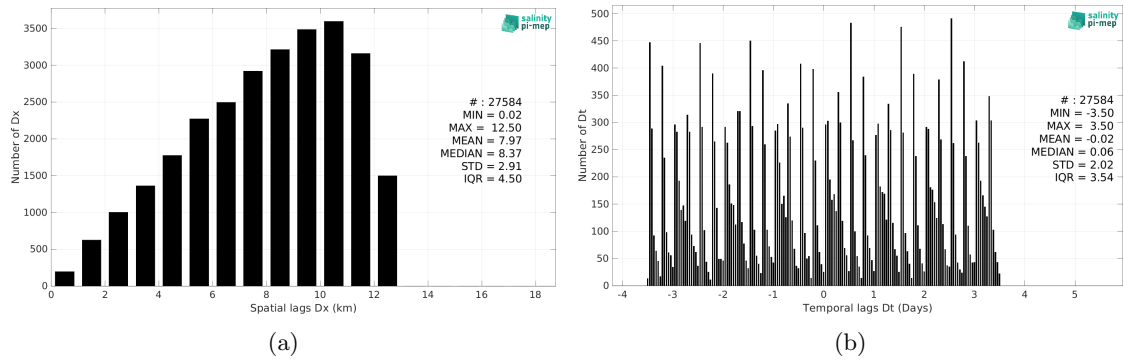 salinity
pi-mep
3500
3000
2500
2000
1500
1000
500
0
Number of Dx
# : 27584
MIN = 0.02
MAX = 12.50
MEAN = 7.97
MEDIAN = 8.37
STD = 2.91
IQR = 4.50
0 2 4 6 8 10 12 14 16 18
Spatial lags Dx (km)
(a)
salinity
pi-mep
500
450
400
350
300
250
200
150
100
50
0
Number of Dt
# : 27584
MIN = -3.50
MAX = 3.50
MEAN = -0.02
MEDIAN = 0.06
STD = 2.02
IQR = 3.54
-4 -3 -2 -1 0 1 2 3 4 5
Temporal lags Dt (Days)
(b)